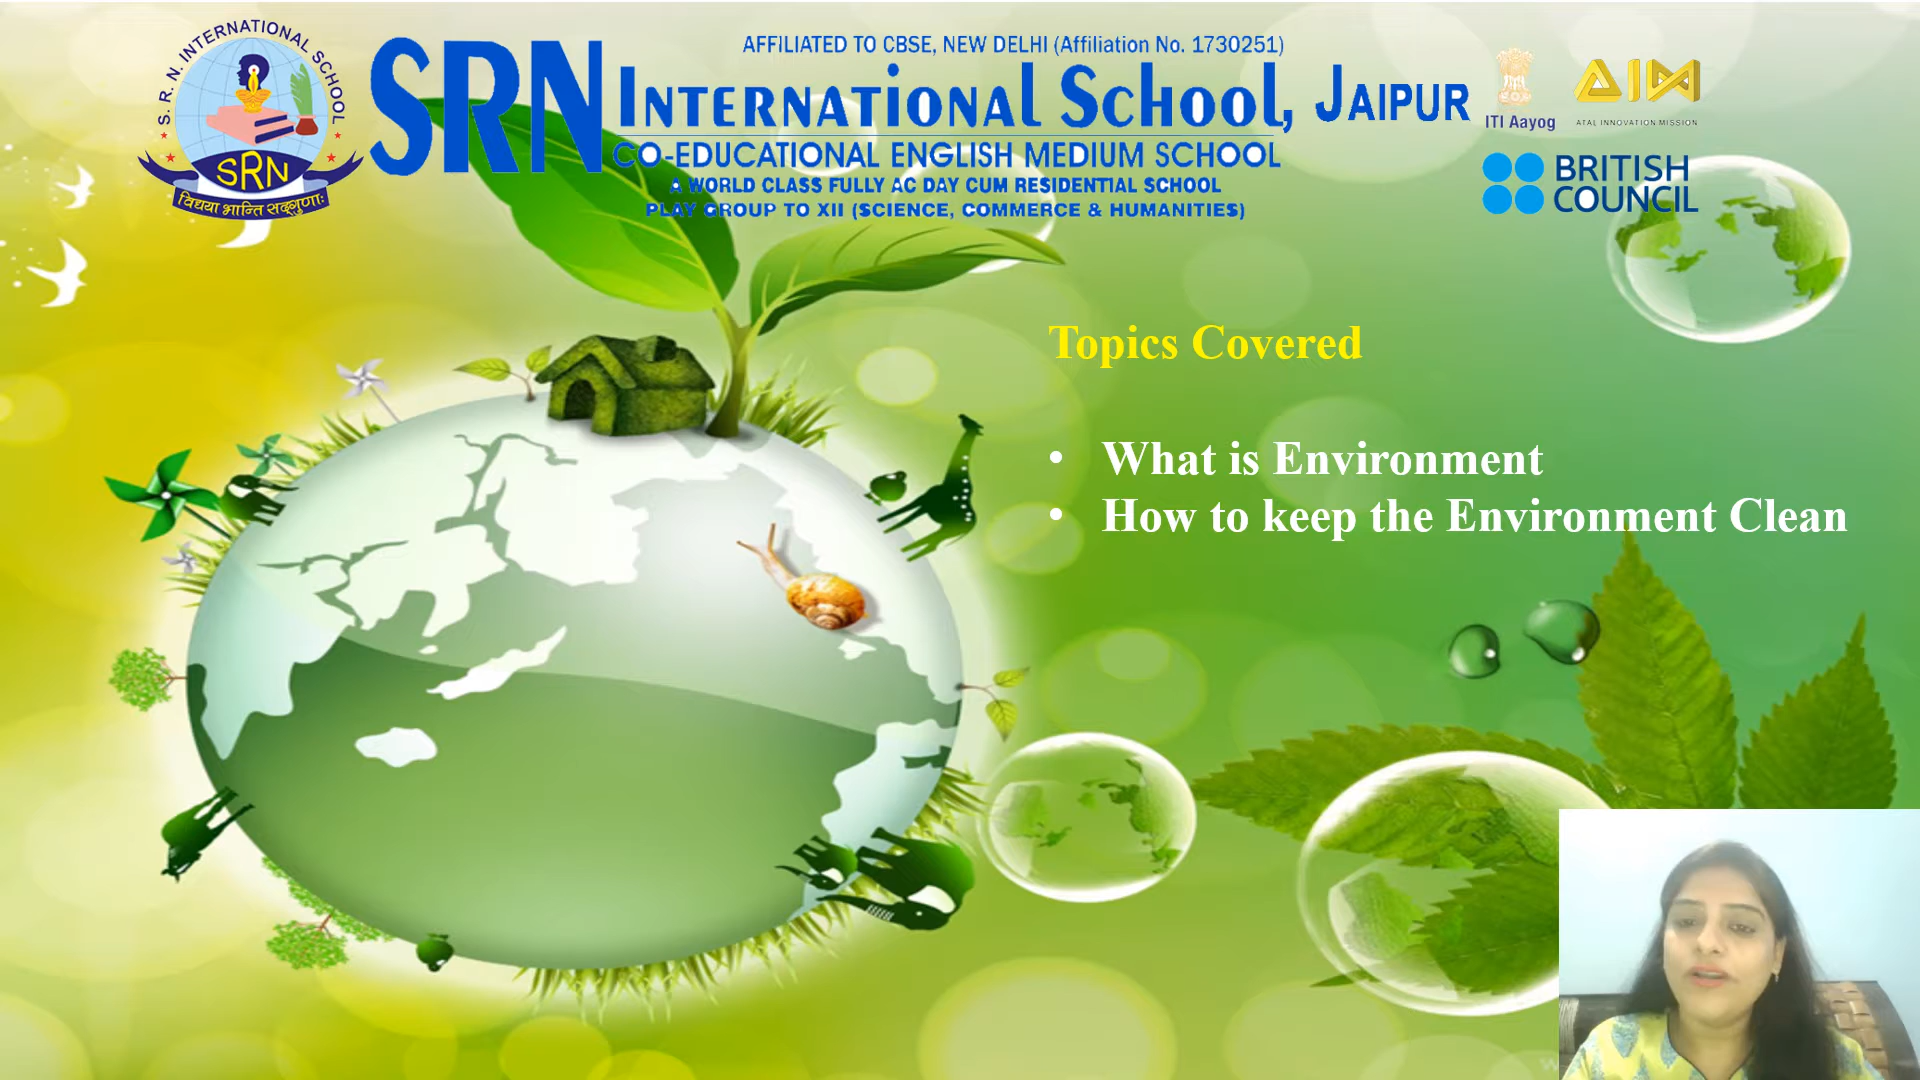 S. R. N. INTERNATIONAL SCHOOL
SRN
विद्यया भान्ति सद्गुणाः
AFFILIATED TO CBSE, NEW DELHI (Affiliation No. 1730251)
SRN INTERNATIONAL SCHOOL, JAIPUR
CO-EDUCATIONAL ENGLISH MEDIUM SCHOOL
A WORLD CLASS FULLY AC DAY CUM RESIDENTIAL SCHOOL
PLAY GROUP TO XII (SCIENCE, COMMERCE & HUMANITIES)
ITI Aayog
AIM
ATAL INNOVATION MISSION
BRITISH
COUNCIL
Topics Covered
• What is Environment
• How to keep the Environment Clean